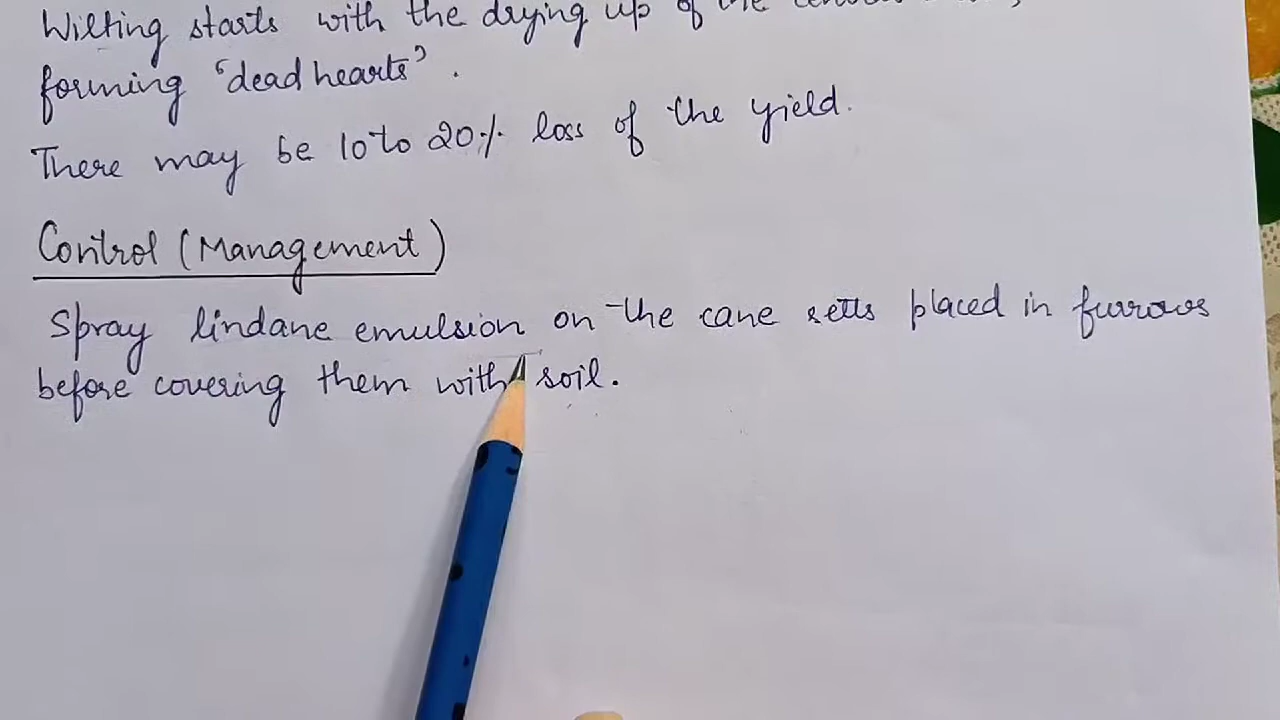 Wilting starts with the drying up of the
forming 'dead hearts'.
There may be 10 to 20% loss of the yield.
Control (Management)
Spray lindane emulsion on the cane setts placed in furrows
before covering them with soil.